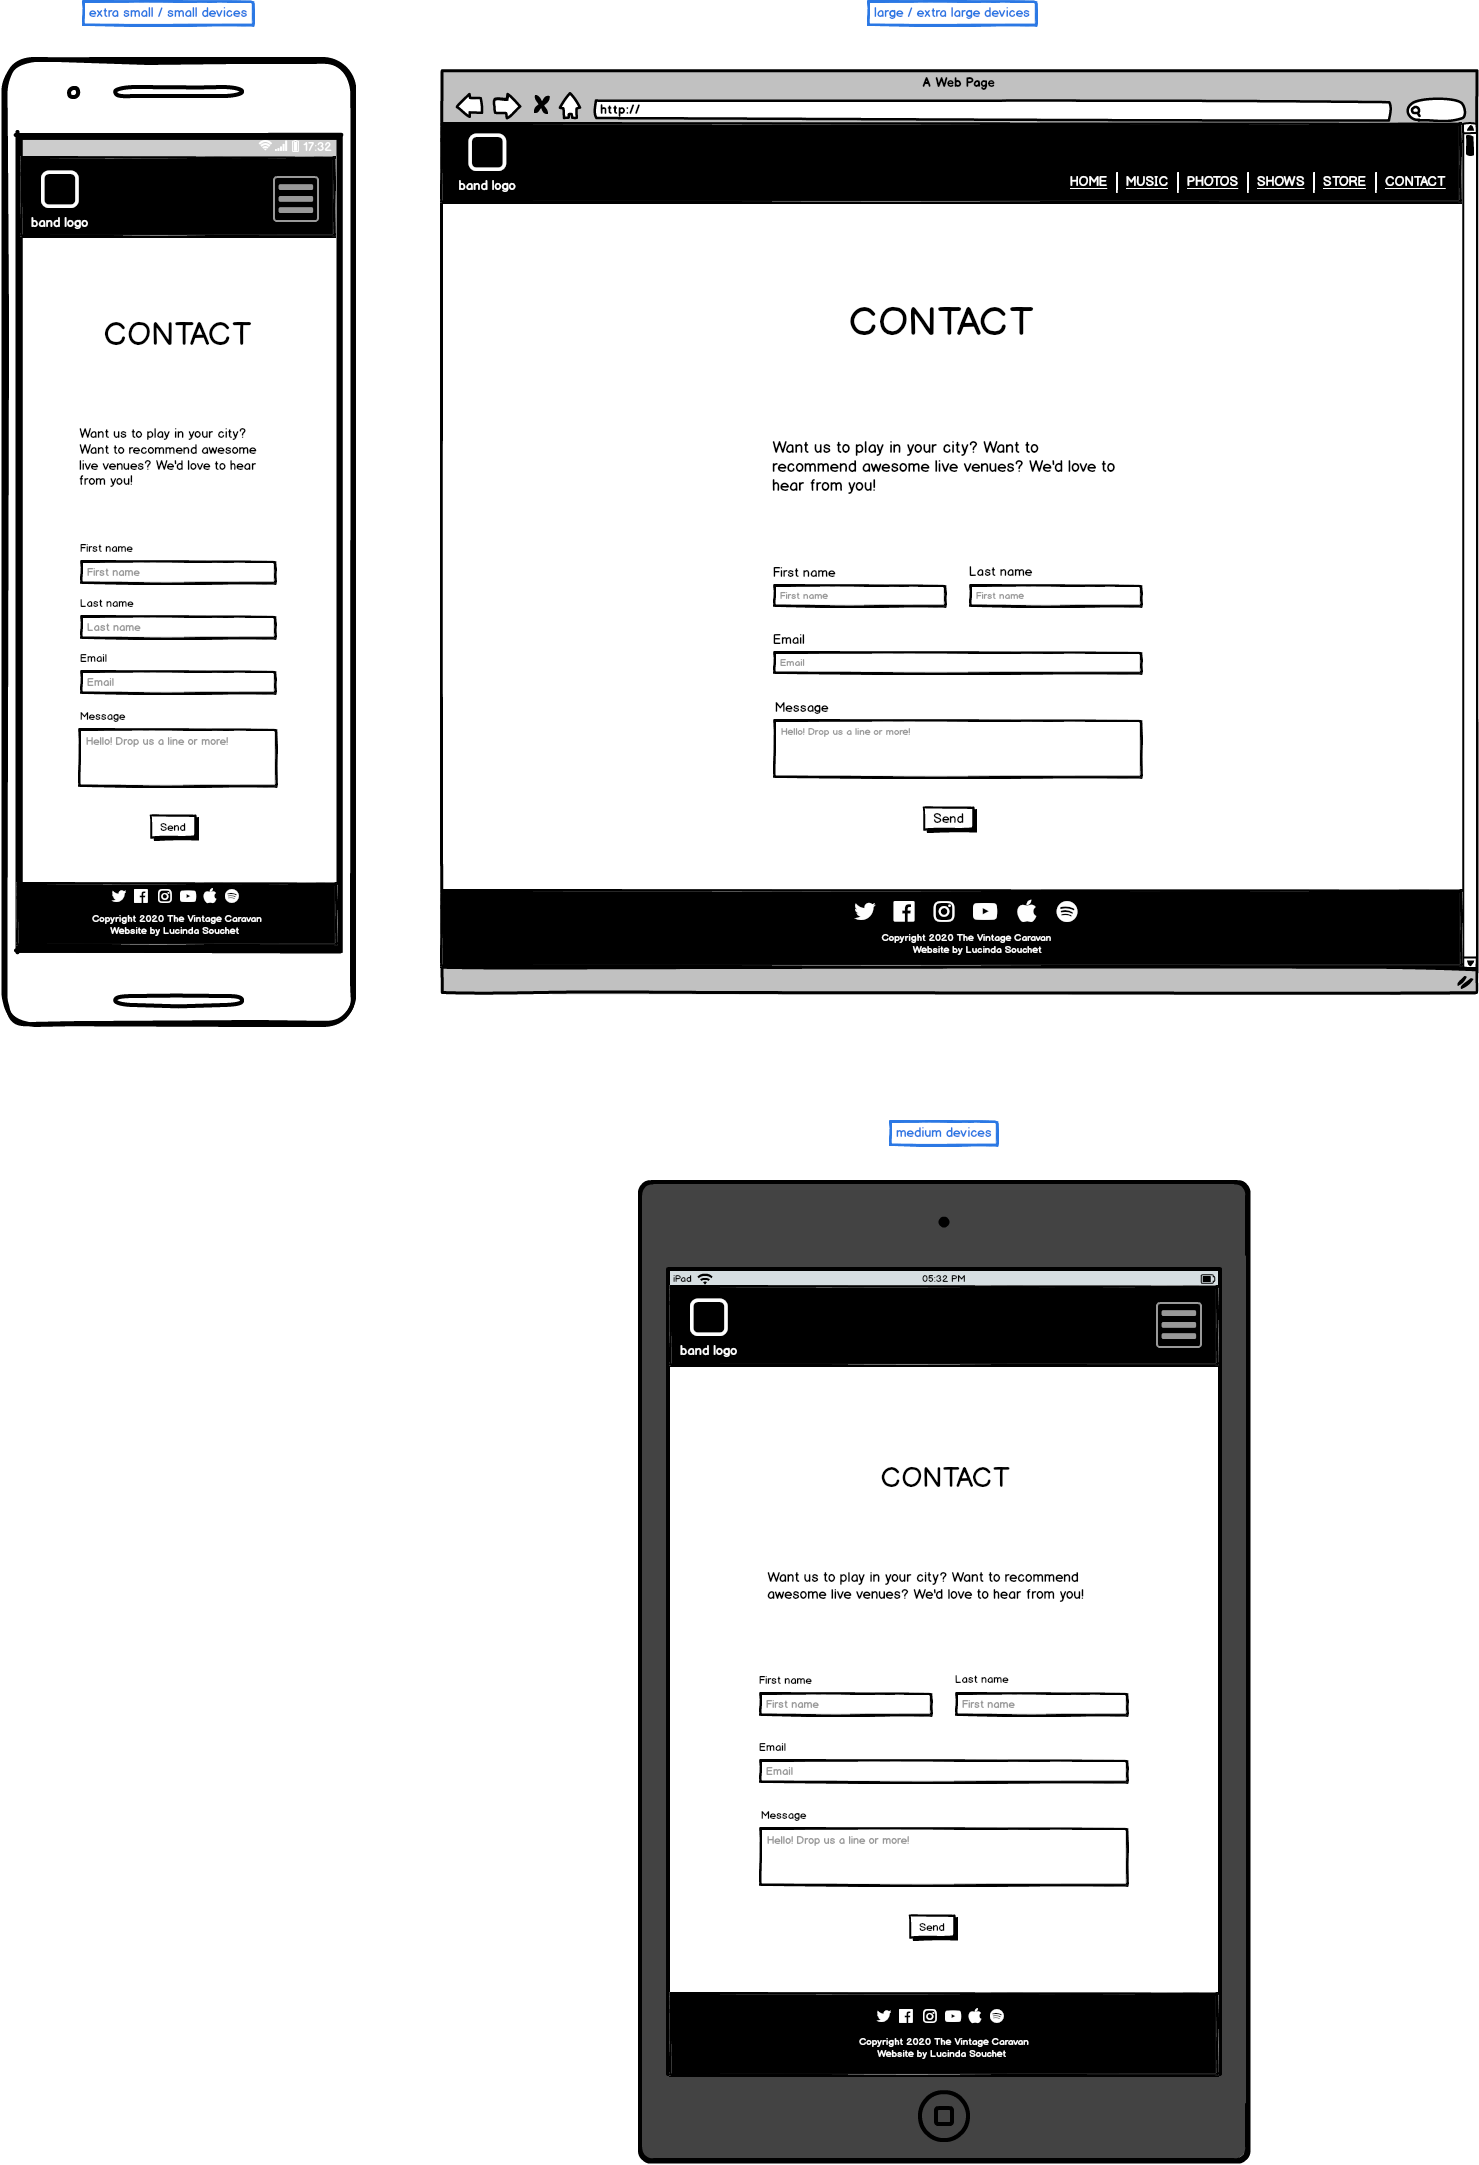 extra small / small devices
17:32
band logo
CONTACT
Want us to play in your city?
Want to recommend awesome
live venues? We'd love to hear
from you!
First name
First name
Last name
Last name
Email
Email
Message
Hello! Drop us a line or more!
Send
Copyright 2020 The Vintage Caravan
Website by Lucinda Souchet
large / extra large devices
A Web Page
http://
band logo
HOME MUSIC PHOTOS SHOWS STORE CONTACT
CONTACT
Want us to play in your city? Want to
recommend awesome live venues? We'd love to
hear from you!
First name Last name
First name First name
Email
Email
Message
Hello! Drop us a line or more!
Send
Copyright 2020 The Vintage Caravan
Website by Lucinda Souchet
medium devices
iPad 05:32 PM
band logo
CONTACT
Want us to play in your city? Want to recommend
awesome live venues? We'd love to hear from you!
First name Last name
First name First name
Email
Email
Message
Hello! Drop us a line or more!
Send
Copyright 2020 The Vintage Caravan
Website by Lucinda Souchet